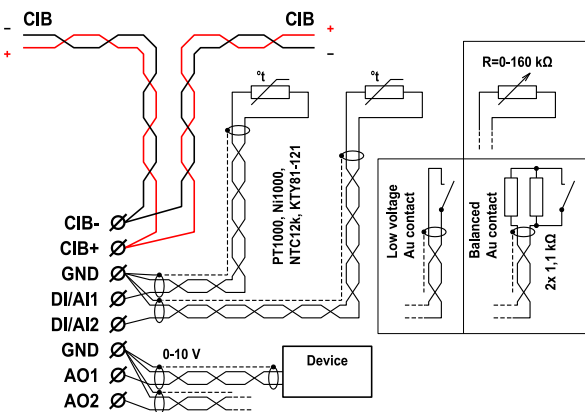 CIB
CIB
–
+
+
–
°t
°t
R=0-160 kΩ
PT1000, Ni1000,
NTC12k, KTY81-121
Low voltage
Au contact
Balanced
Au contact
2x 1,1 kΩ
CIB-
CIB+
GND
DI/AI1
DI/AI2
GND
AO1
AO2
0-10 V
Device